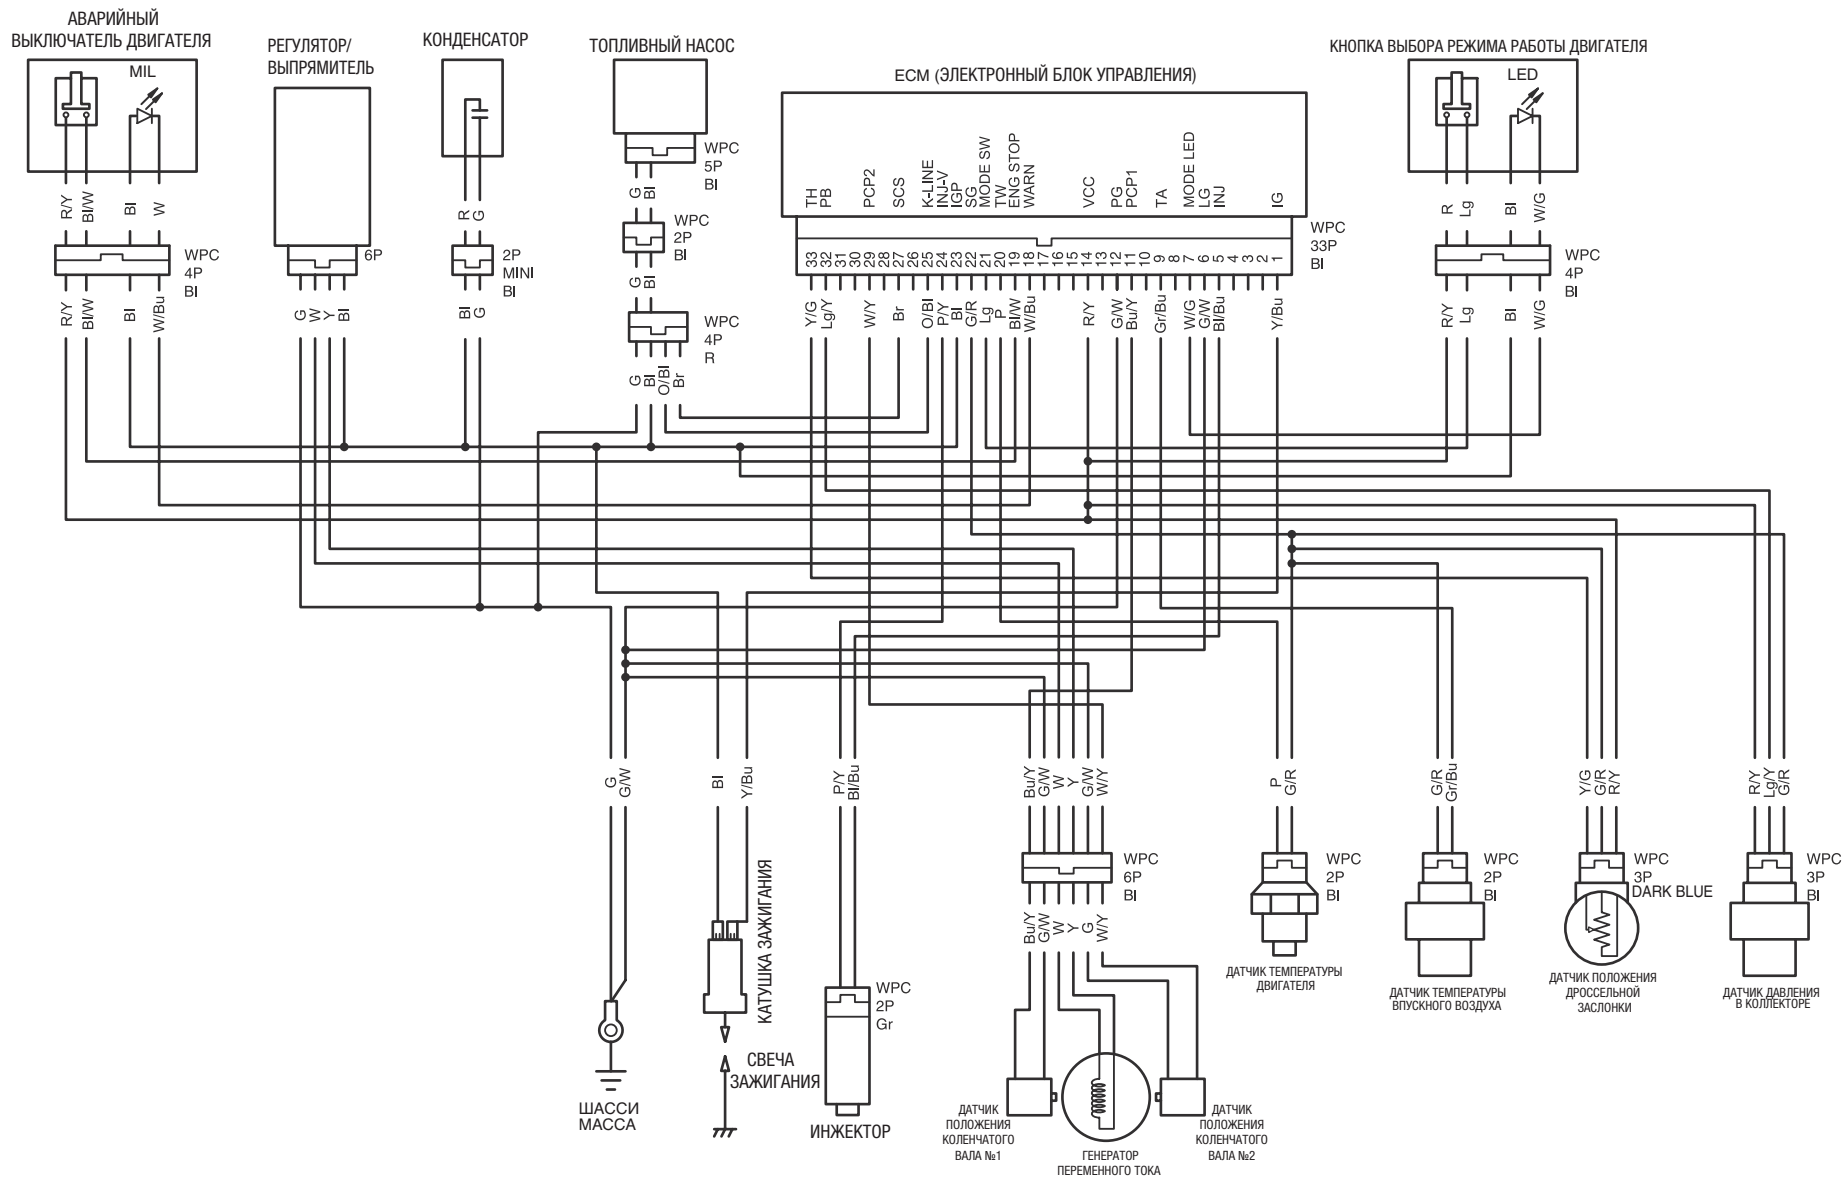 АВАРИЙНЫЙ
ВЫКЛЮЧАТЕЛЬ ДВИГАТЕЛЯ
MIL
R/Y
Bl/W
Bl
W
WPC
4P
Bl
R/Y
Bl/W
Bl
W/Bu
РЕГУЛЯТОР/
ВЫПРЯМИТЕЛЬ
6P
G
W
Y
Bl
КОНДЕНСАТОР
R
G
2P
MINI
Bl
Bl
G
ТОПЛИВНЫЙ НАСОС
WPC
5P
Bl
G
Bl
WPC
2P
Bl
G
Bl
WPC
4P
R
G
Bl
O/Bl
Br
ECM (ЭЛЕКТРОННЫЙ БЛОК УПРАВЛЕНИЯ)
TH
PB
PCP2
SCS
K-LINE
INJ-V
IGP
SG
MODE SW
TW
ENG STOP
WARN
VCC
PG
PCP1
TA
MODE LED
LG
INJ
IG
WPC
33P
Bl
33
32
31
30
29
28
27
26
25
24
23
22
21
20
19
18
17
16
15
14
13
12
11
10
9
8
7
6
5
4
3
2
1
Y/G
Lg/Y
W/Y
Br
O/Bl
P/Y
Bl
G/R
Lg
P
Bl/W
W/Bu
R/Y
G/W
Bu/Y
Gr/Bu
W/G
G/W
Bl/Bu
Y/Bu
КНОПКА ВЫБОРА РЕЖИМА РАБОТЫ ДВИГАТЕЛЯ
LED
R
Lg
Bl
W/G
WPC
4P
Bl
R/Y
Lg
Bl
W/G
G
G/W
ШАССИ
МАССА
Bl
Y/Bu
КАТУШКА ЗАЖИГАНИЯ
СВЕЧА
ЗАЖИГАНИЯ
P/Y
Bl/Bu
WPC
2P
Gr
ИНЖЕКТОР
Bu/Y
G/W
W
Y
G/W
W/Y
WPC
6P
Bl
Bu/Y
G/W
W
Y
G
W/Y
ДАТЧИК
ПОЛОЖЕНИЯ
КОЛЕНЧАТОГО
ВАЛА №1
ГЕНЕРАТОР
ПЕРЕМЕННОГО ТОКА
ДАТЧИК
ПОЛОЖЕНИЯ
КОЛЕНЧАТОГО
ВАЛА №2
P
G/R
WPC
2P
Bl
ДАТЧИК ТЕМПЕРАТУРЫ
ДВИГАТЕЛЯ
G/R
Gr/Bu
WPC
2P
Bl
ДАТЧИК ТЕМПЕРАТУРЫ
ВПУСКНОГО ВОЗДУХА
Y/G
G/R
R/Y
WPC
3P
DARK BLUE
ДАТЧИК ПОЛОЖЕНИЯ
ДРОССЕЛЬНОЙ
ЗАСЛОНКИ
R/Y
Lg/Y
G/R
WPC
3P
Bl
ДАТЧИК ДАВЛЕНИЯ
В КОЛЛЕКТОРЕ